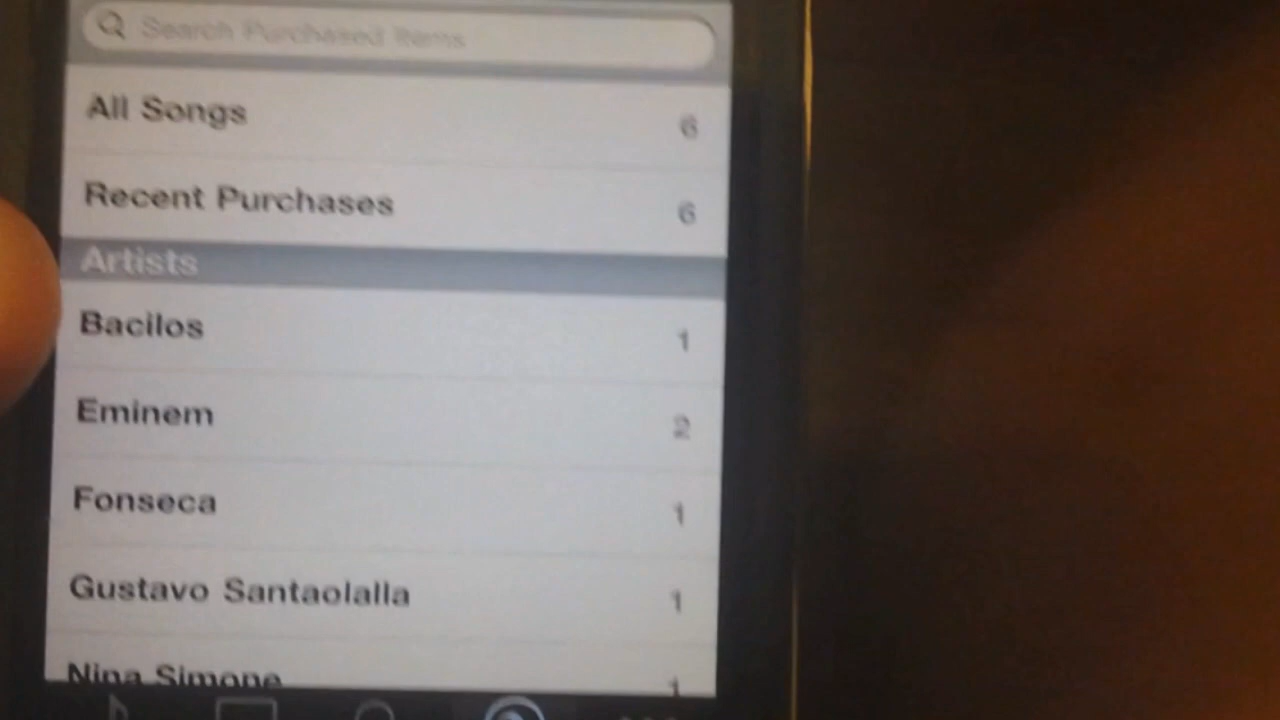 Search Purchased Items
All Songs 6
Recent Purchases 6
Artists
Bacilos 1
Eminem 2
Fonseca 1
Gustavo Santaolalla 1
Nina Simone 1